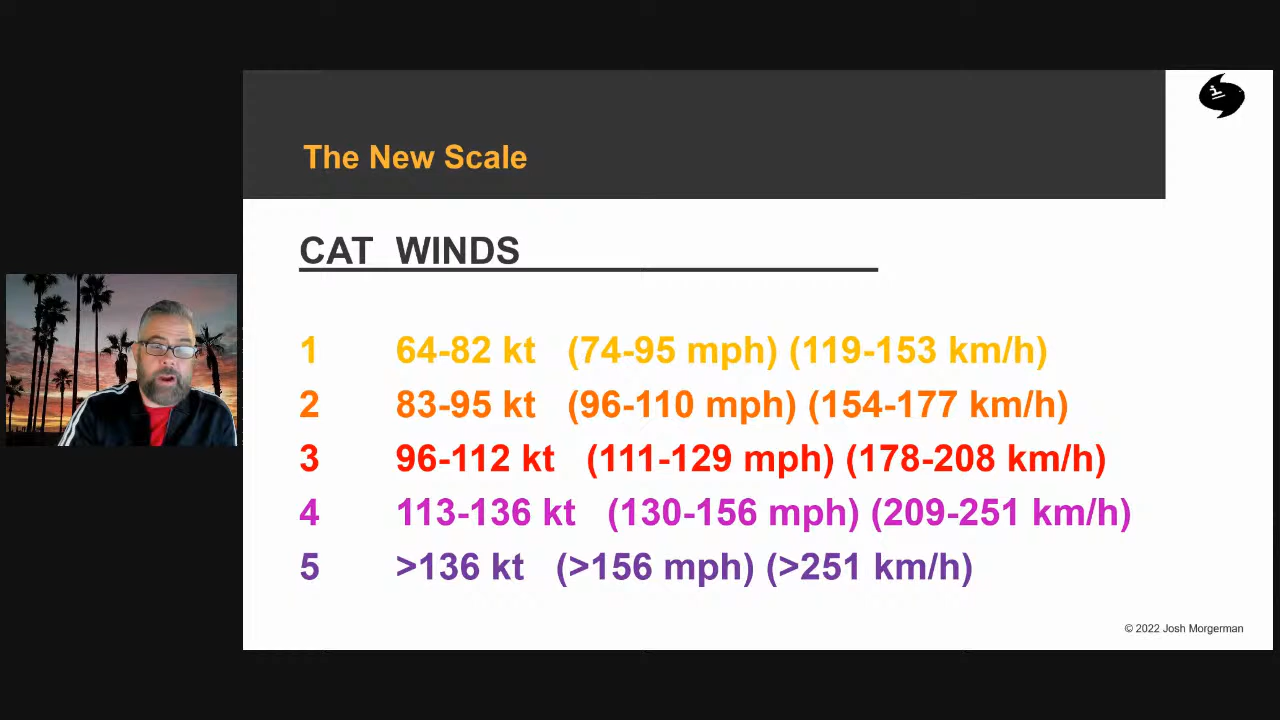 The New Scale
CAT WINDS
1 64-82 kt (74-95 mph) (119-153 km/h)
2 83-95 kt (96-110 mph) (154-177 km/h)
3 96-112 kt (111-129 mph) (178-208 km/h)
4 113-136 kt (130-156 mph) (209-251 km/h)
5 >136 kt (>156 mph) (>251 km/h)
© 2022 Josh Morgerman